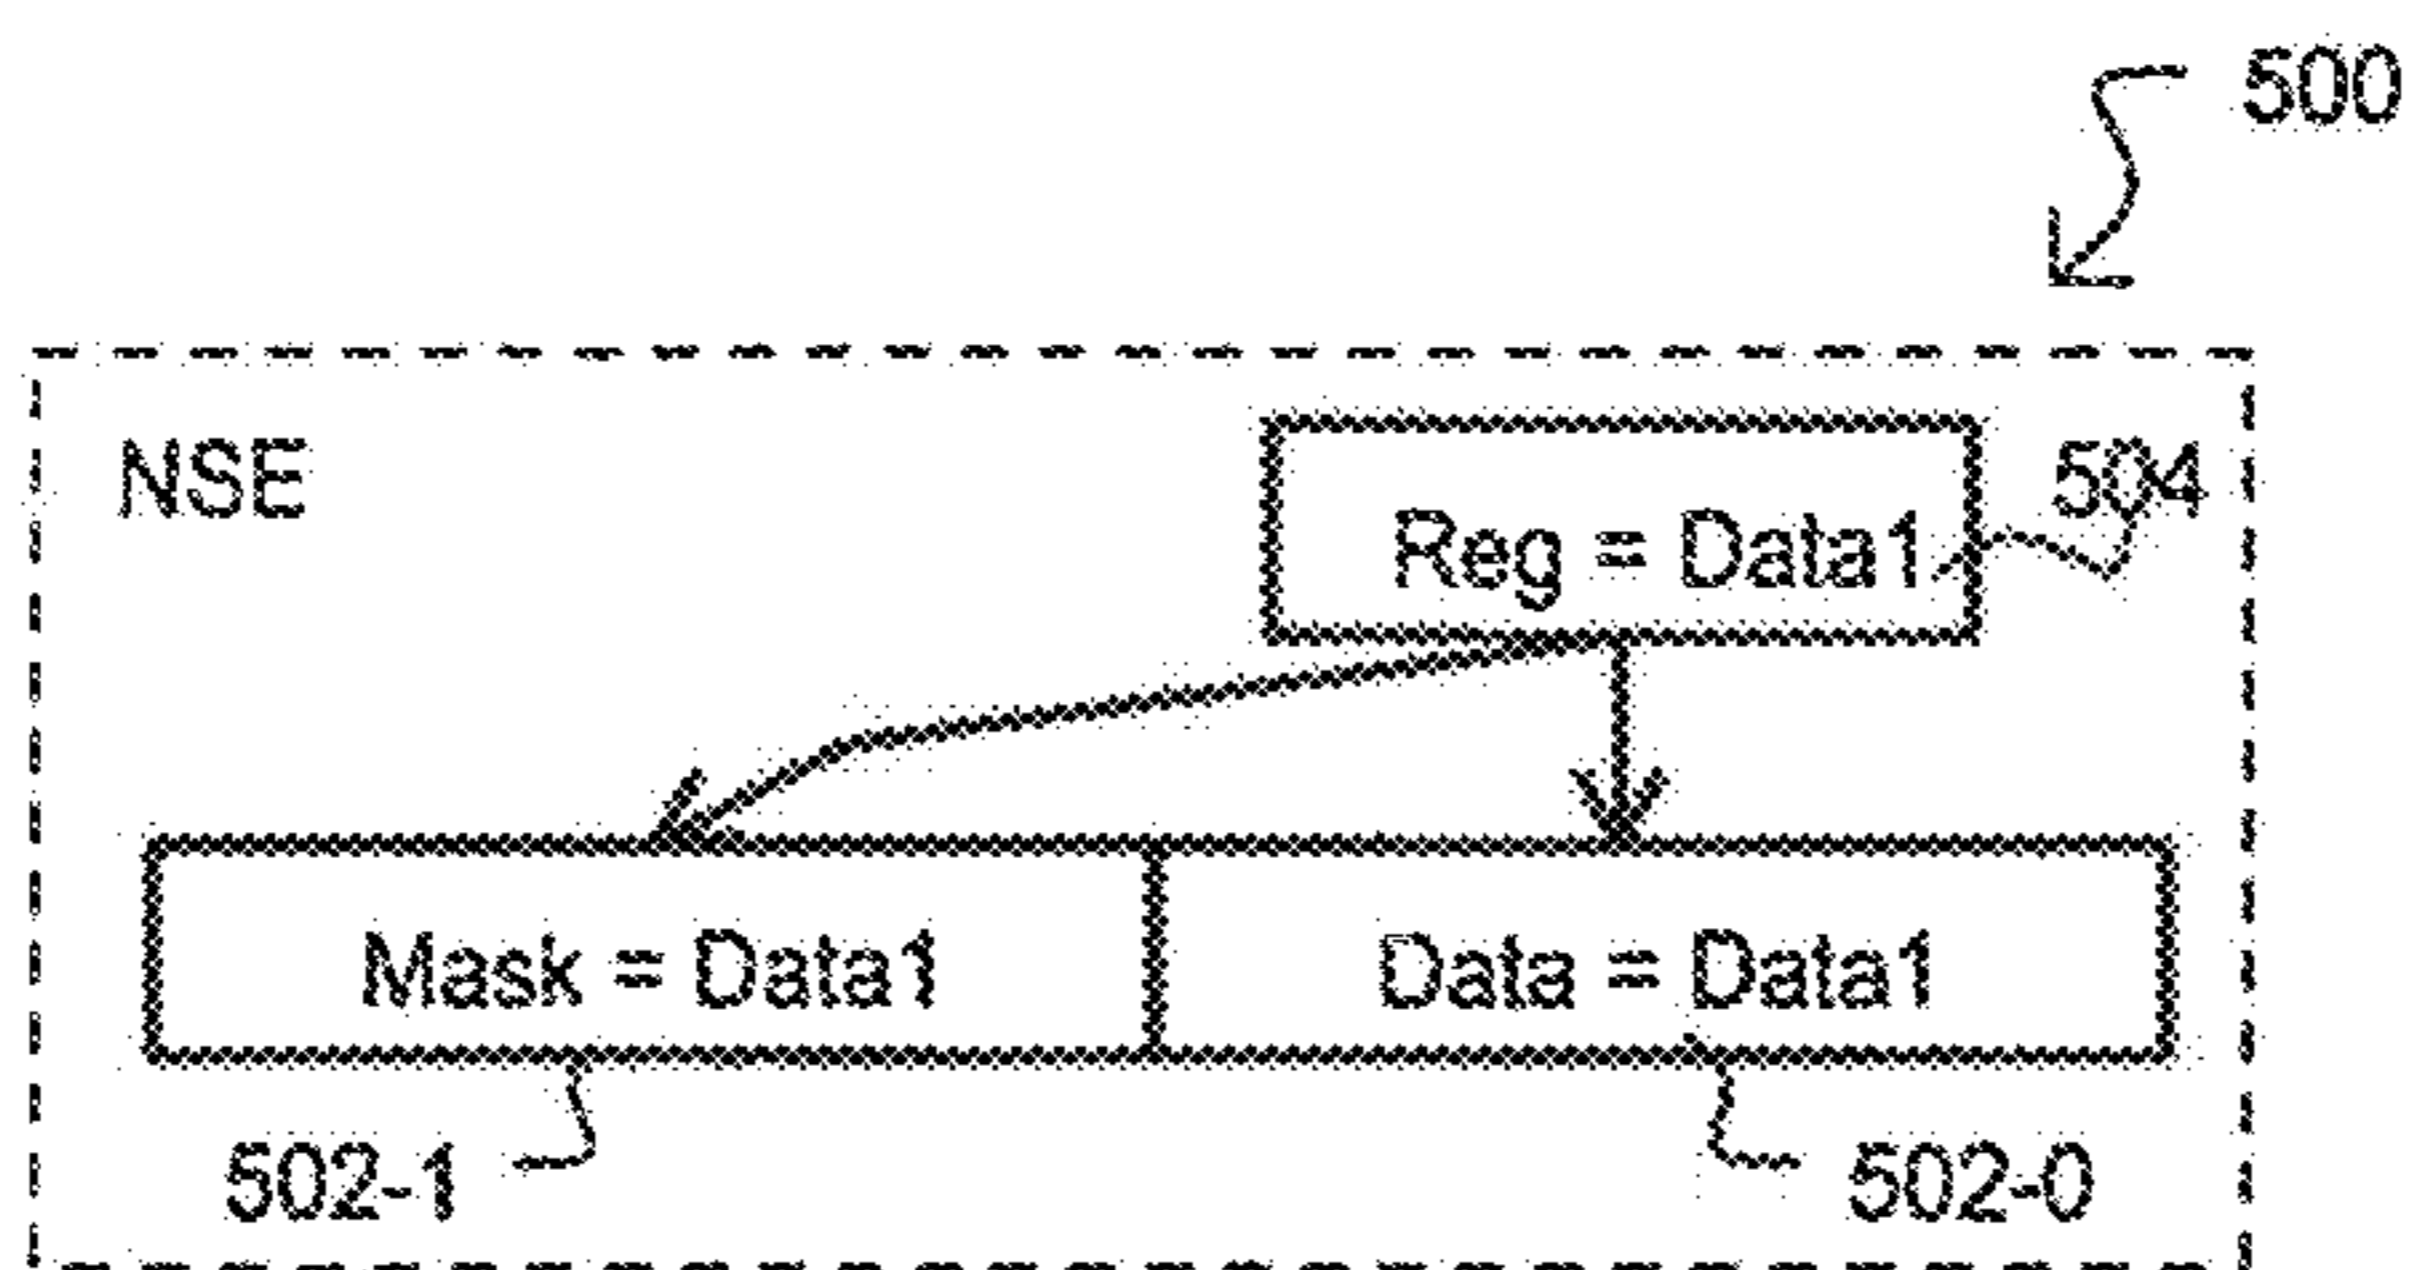 500
NSE
504
Reg = Data1
Mask = Data1
Data = Data1
502-1
502-0